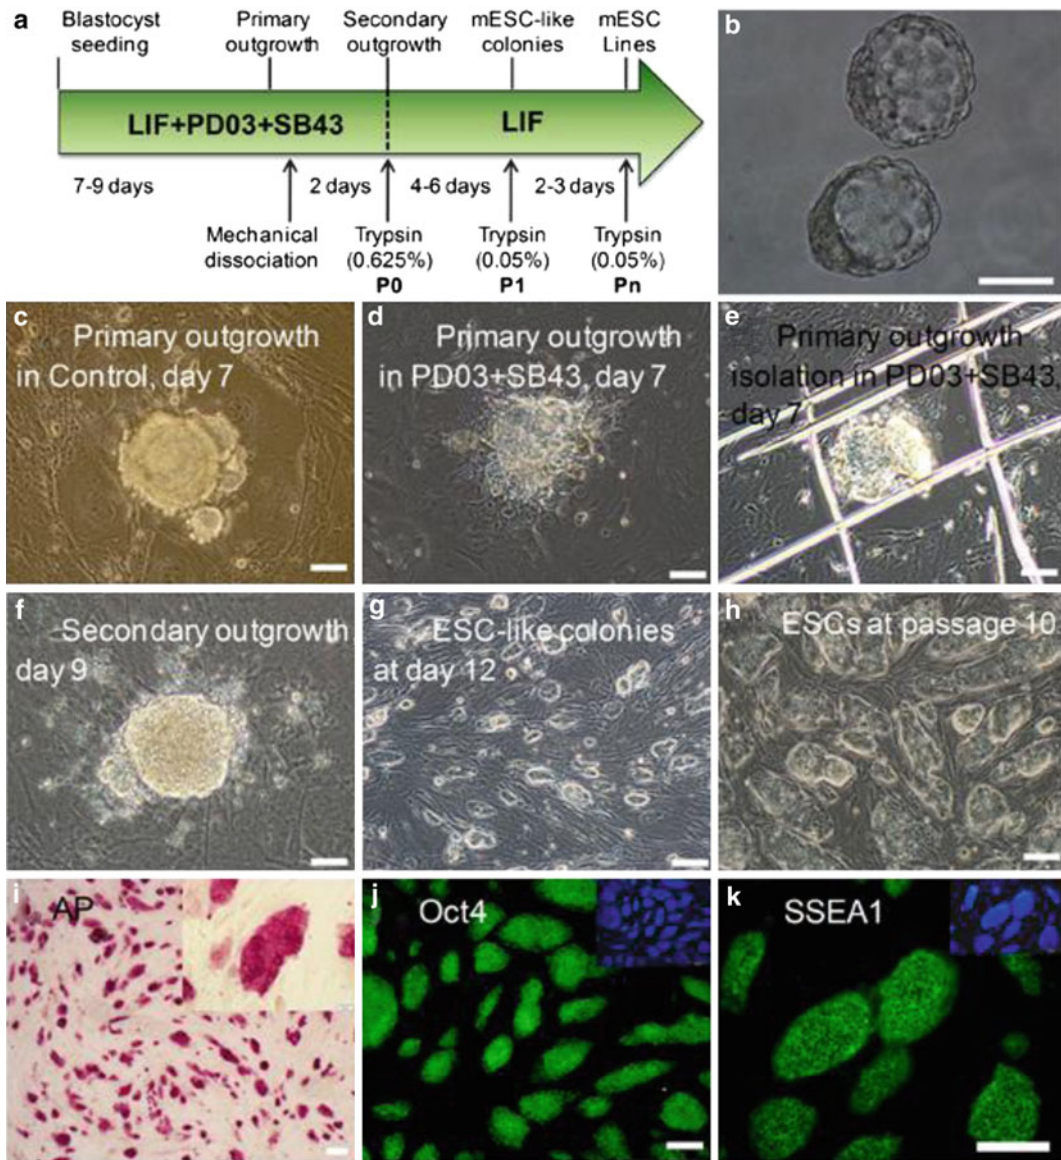 a
Blastocyst seeding
Primary outgrowth
Secondary outgrowth
mESC-like colonies
mESC Lines
LIF+PD03+SB43
LIF
7-9 days
2 days
4-6 days
2-3 days
Mechanical dissociation
Trypsin (0.625%) P0
Trypsin (0.05%) P1
Trypsin (0.05%) Pn
b
c
Primary outgrowth
in Control, day 7
d
Primary outgrowth
in PD03+SB43, day 7
e
Primary outgrowth
isolation in PD03+SB43
day 7
f
Secondary outgrowth
day 9
g
ESC-like colonies
at day 12
h
ESCs at passage 10
i
AP
j
Oct4
k
SSEA1